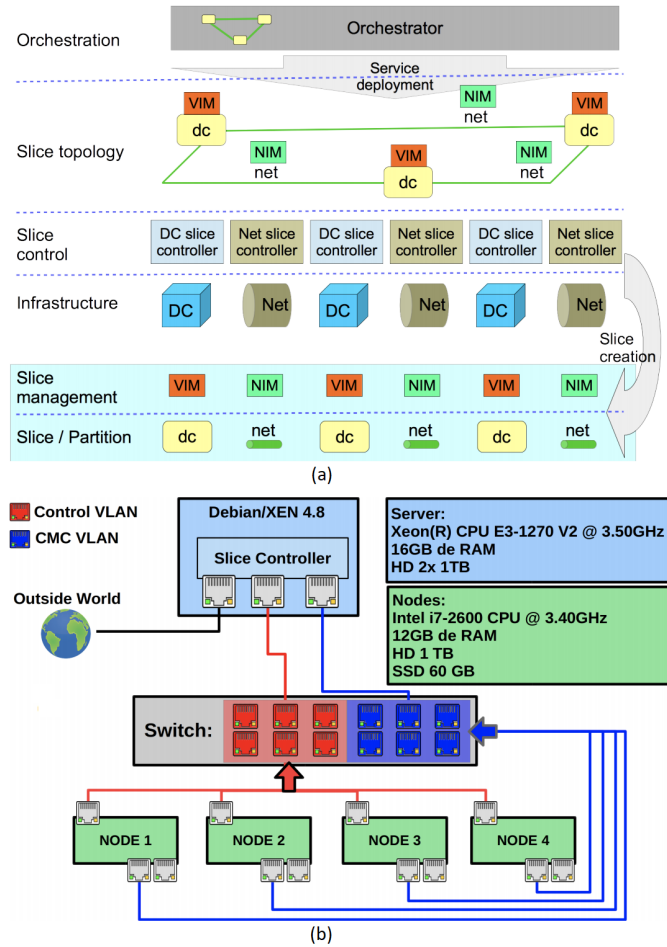 Orchestration
Orchestrator
Service
deployment
NIM
net
VIM
dc
VIM
dc
Slice topology
NIM
net
VIM
dc
NIM
net
Slice
control
DC slice
controller
Net slice
controller
DC slice
controller
Net slice
controller
DC slice
controller
Net slice
controller
Infrastructure
DC
Net
DC
Net
DC
Net
Slice
creation
Slice
management
VIM
NIM
VIM
NIM
VIM
NIM
Slice / Partition
dc
net
dc
net
dc
net
(a)
Control VLAN
CMC VLAN
Debian/XEN 4.8
Slice Controller
Server:
Xeon(R) CPU E3-1270 V2 @ 3.50GHz
16GB de RAM
HD 2x 1TB
Outside World
Nodes:
Intel i7-2600 CPU @ 3.40GHz
12GB de RAM
HD 1 TB
SSD 60 GB
Switch:
NODE 1
NODE 2
NODE 3
NODE 4
(b)